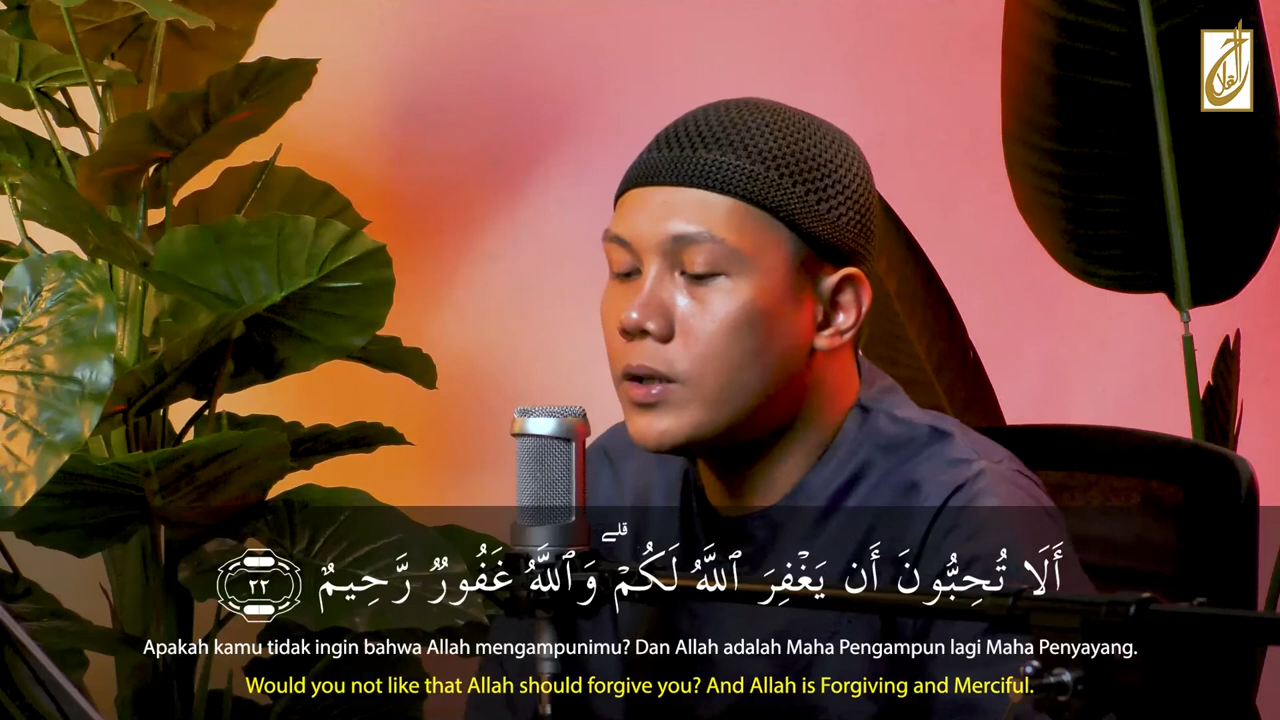 القلاح
أَلَا تُحِبُّونَ أَن يَغْفِرَ ٱللَّهُ لَكُمْ ۗ وَٱللَّهُ غَفُورٌ رَّحِيمٌ ٢٢
Apakah kamu tidak ingin bahwa Allah mengampunimu? Dan Allah adalah Maha Pengampun lagi Maha Penyayang.
Would you not like that Allah should forgive you? And Allah is Forgiving and Merciful.